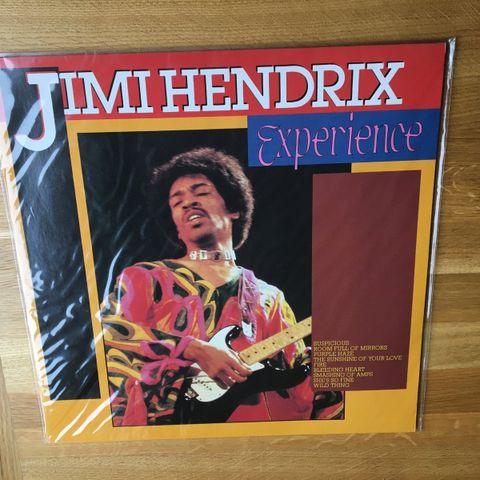 JIMI HENDRIX
Experience
SUSPICIOUS
ROOM FULL OF MIRRORS
PURPLE HAZE
THE SUNSHINE OF YOUR LOVE
FIRE
BLEEDING HEART
SMASHING OF AMPS
SHE'S SO FINE
WILD THING